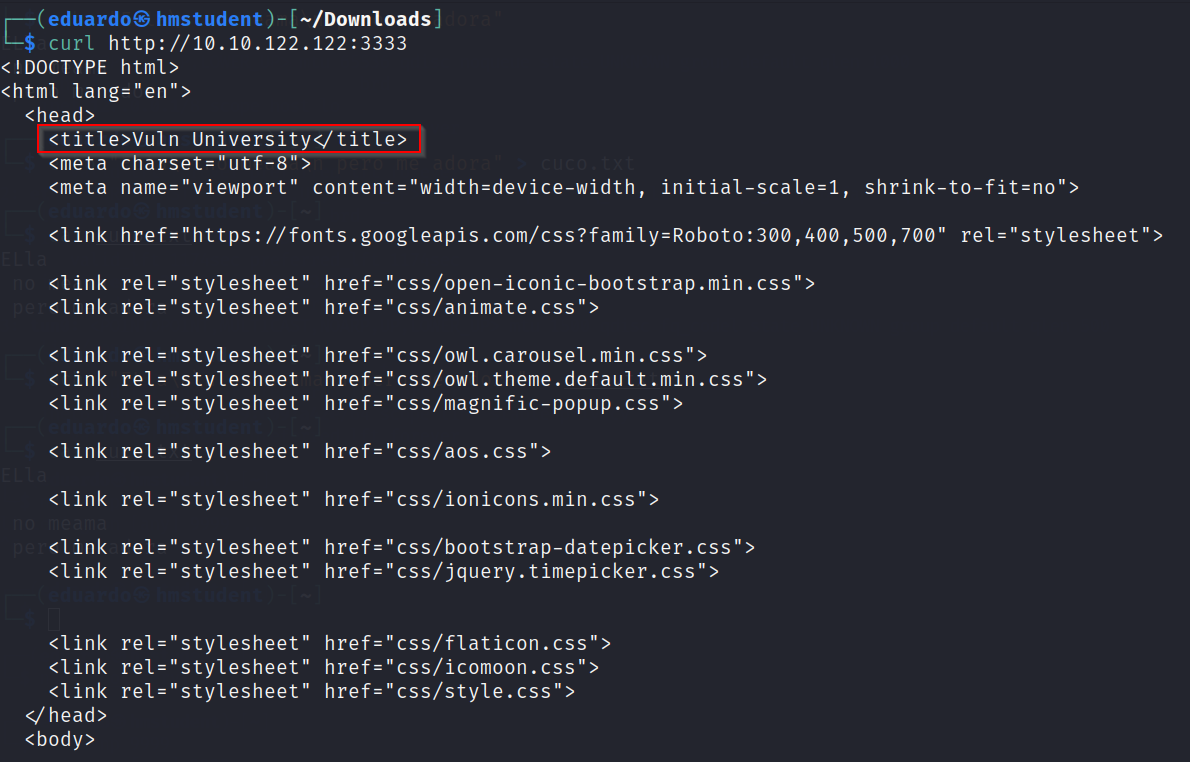 ┌──(eduardo㉿hmstudent)-[~/Downloads]
└─$ curl http://10.10.122.122:3333
<!DOCTYPE html>
<html lang="en">
  <head>
    <title>Vuln University</title>
    <meta charset="utf-8">
    <meta name="viewport" content="width=device-width, initial-scale=1, shrink-to-fit=no">

    <link href="https://fonts.googleapis.com/css?family=Roboto:300,400,500,700" rel="stylesheet">

    <link rel="stylesheet" href="css/open-iconic-bootstrap.min.css">
    <link rel="stylesheet" href="css/animate.css">

    <link rel="stylesheet" href="css/owl.carousel.min.css">
    <link rel="stylesheet" href="css/owl.theme.default.min.css">
    <link rel="stylesheet" href="css/magnific-popup.css">

    <link rel="stylesheet" href="css/aos.css">

    <link rel="stylesheet" href="css/ionicons.min.css">

    <link rel="stylesheet" href="css/bootstrap-datepicker.css">
    <link rel="stylesheet" href="css/jquery.timepicker.css">

    <link rel="stylesheet" href="css/flaticon.css">
    <link rel="stylesheet" href="css/icomoon.css">
    <link rel="stylesheet" href="css/style.css">
  </head>
  <body>